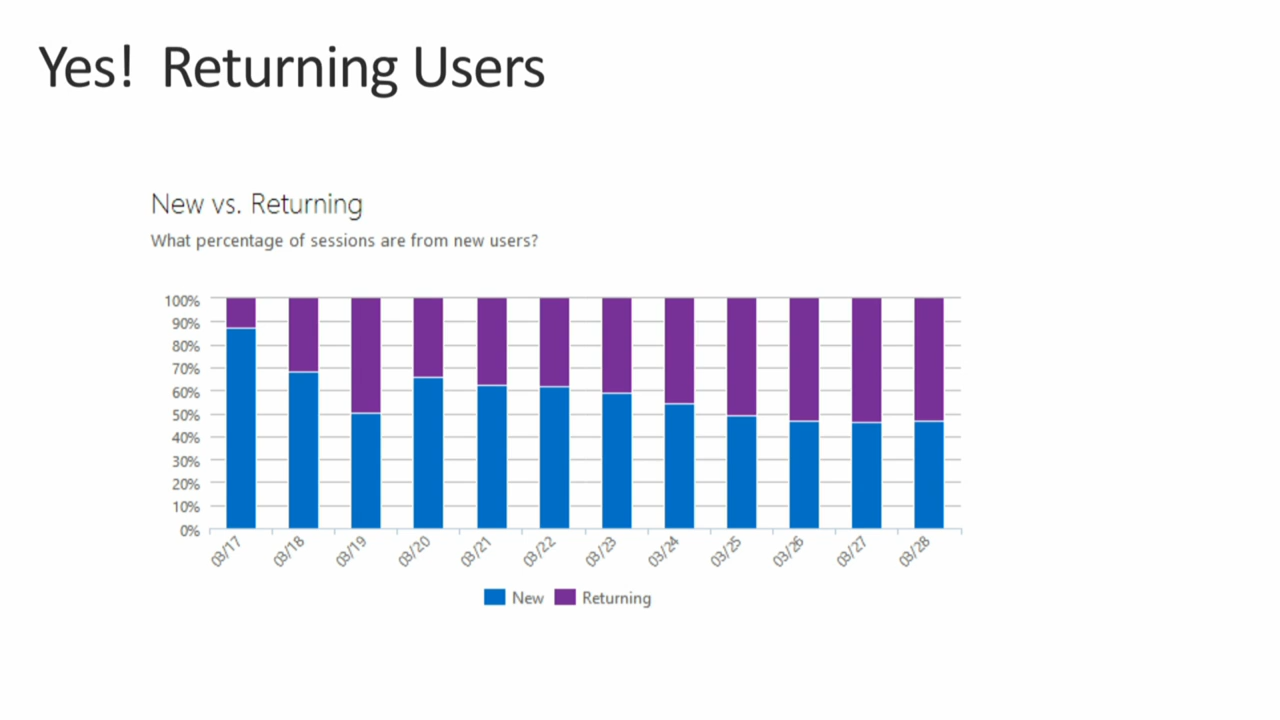 Yes! Returning Users
New vs. Returning
What percentage of sessions are from new users?
100%
90%
80%
70%
60%
50%
40%
30%
20%
10%
0%
03/17 03/18 03/19 03/20 03/21 03/22 03/23 03/24 03/25 03/26 03/27 03/28
New Returning